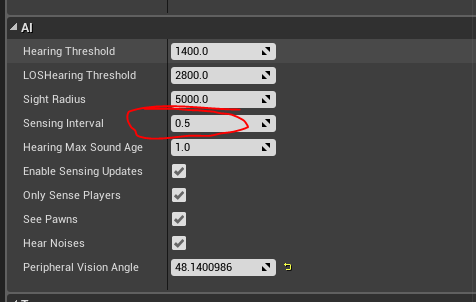 AI
Hearing Threshold 1400.0
LOSHearing Threshold 2800.0
Sight Radius 5000.0
Sensing Interval 0.5
Hearing Max Sound Age 1.0
Enable Sensing Updates
Only Sense Players
See Pawns
Hear Noises
Peripheral Vision Angle 48.1400986